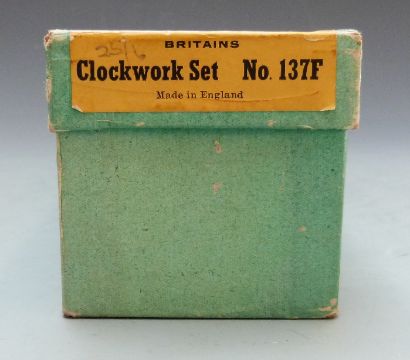 25/6
BRITAINS
Clockwork Set No. 137F
Made in England